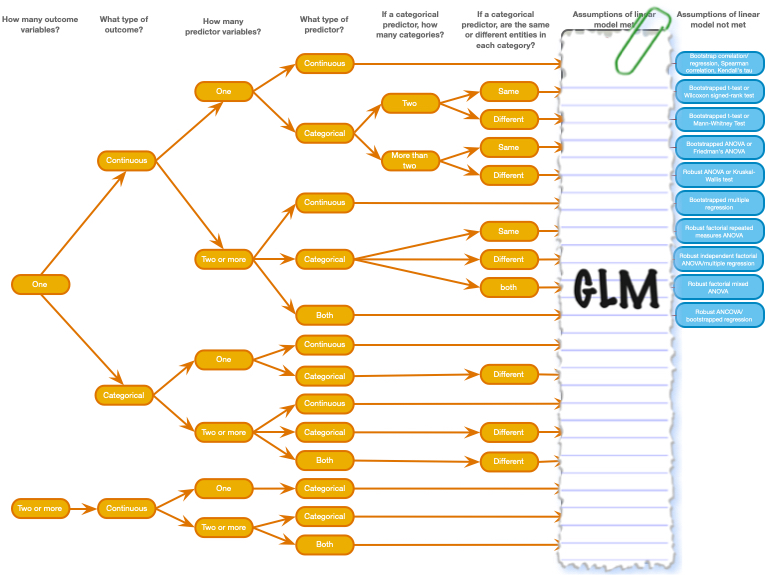 How many outcome
variables?
What type of
outcome?
How many
predictor variables?
What type of
predictor?
If a categorical
predictor, how
many categories?
If a categorical
predictor, are the same
or different entities in
each category?
Assumptions of linear
model met
Assumptions of linear
model not met
One
Continuous
One
Continuous
Bootstrap correlation/
regression, Spearman
correlation, Kendall's tau
Categorical
Two
Same
Bootstrapped t-test or
Wilcoxon signed-rank test
Different
Bootstrapped t-test or
Mann-Whitney Test
More than
two
Same
Bootstrapped ANOVA or
Friedman's ANOVA
Different
Robust ANOVA or Kruskal-
Wallis test
Two or more
Continuous
Bootstrapped multiple
regression
Categorical
Same
Robust factorial repeated
measures ANOVA
Different
Robust independent factorial
ANOVA/multiple regression
both
Robust factorial mixed
ANOVA
Both
Robust ANCOVA/
bootstrapped regression
GLM
Categorical
One
Continuous
Categorical
Different
Two or more
Continuous
Categorical
Different
Both
Different
Two or more
Continuous
One
Categorical
Two or more
Categorical
Both